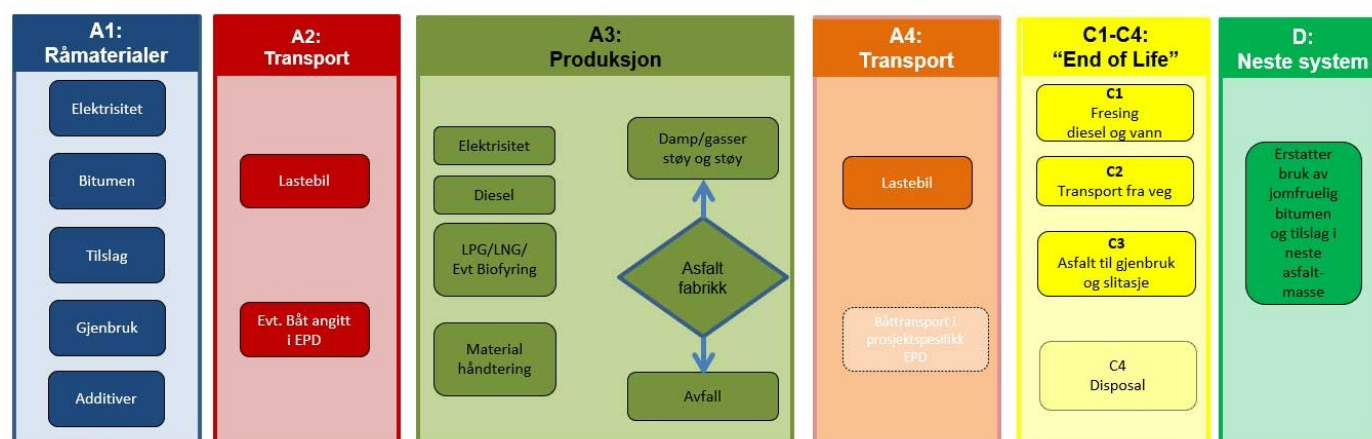 A1:
Råmaterialer
Elektrisitet
Bitumen
Tilslag
Gjenbruk
Additiver
A2:
Transport
Lastebil
Evt. Båt angitt
i EPD
A3:
Produksjon
Elektrisitet
Diesel
LPG/LNG/
Evt Biofyring
Material
håndtering
Damp/gasser
støy og støy
Asfalt
fabrikk
Avfall
A4:
Transport
Lastebil
Båttransport i
prosjektspesifikk
EPD
C1-C4:
“End of Life”
C1
Fresing
diesel og vann
C2
Transport fra veg
C3
Asfalt til gjenbruk
og slitasje
C4
Disposal
D:
Neste system
Erstatter
bruk av
jomfruelig
bitumen
og tilslag i
neste
asfalt-
masse